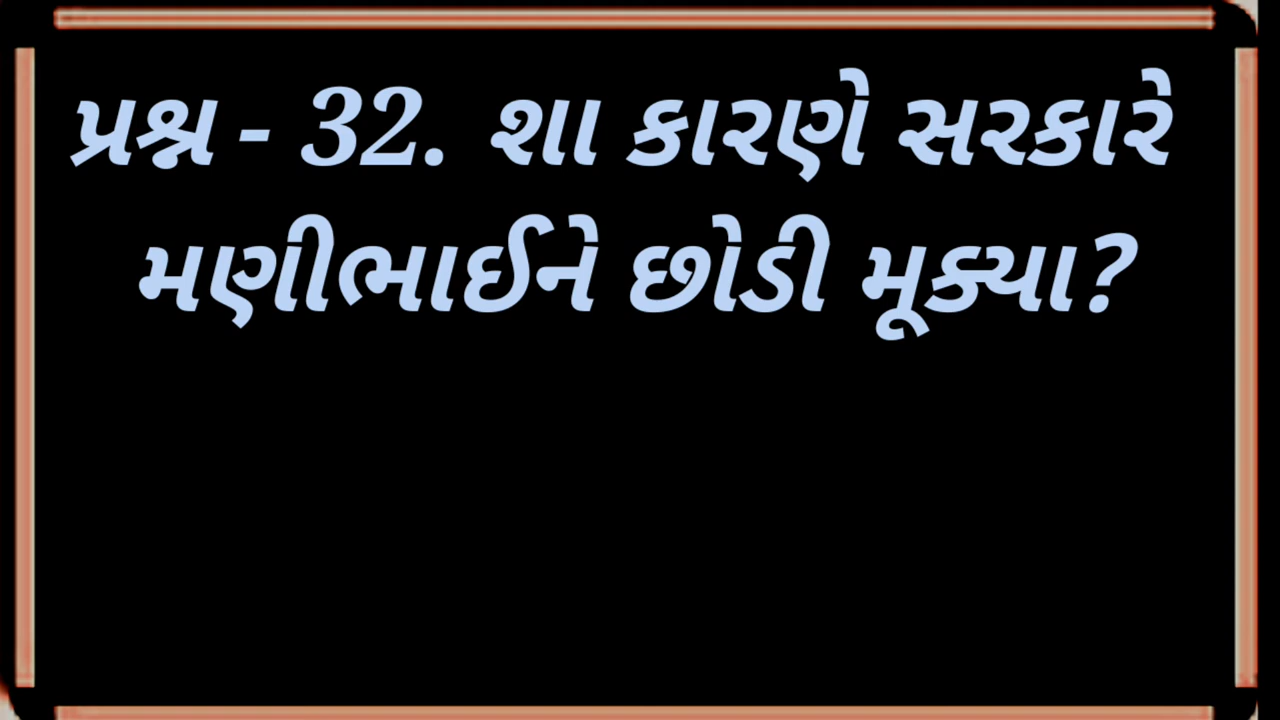 પ્રશ્ન - 32. શા કારણે સરકારે
મણીભાઈને છોડી મૂક્યા?